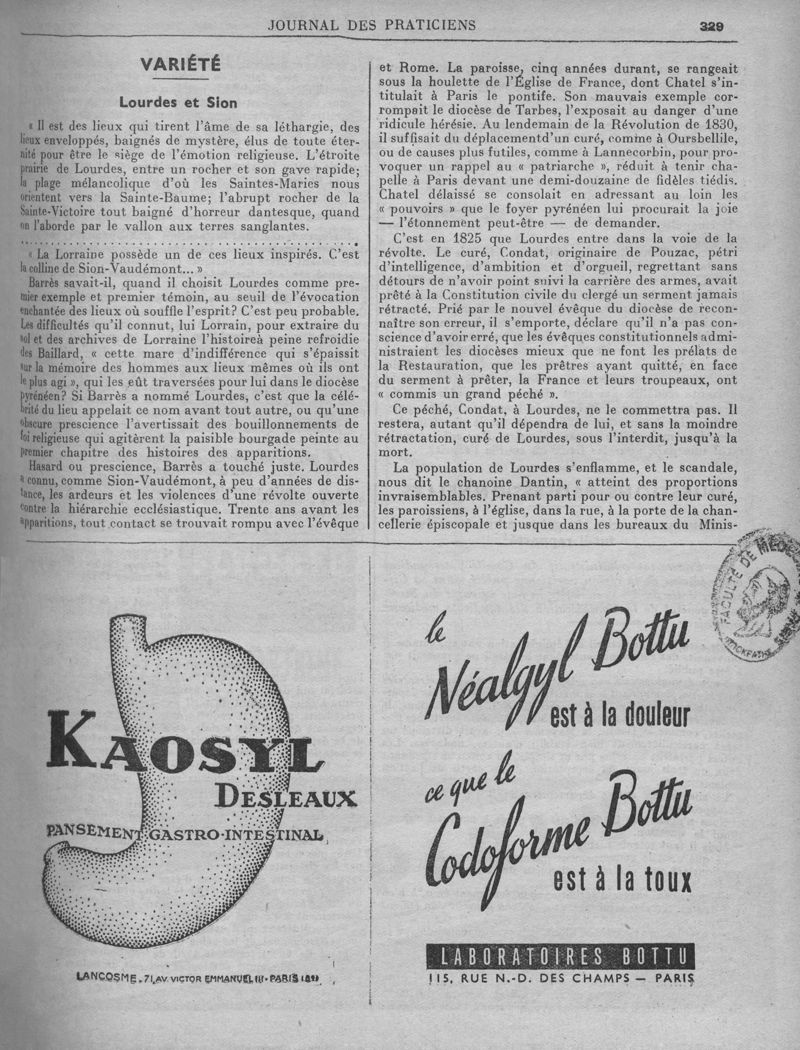 JOURNAL DES PRATICIENS
329
VARIÉTÉ
Lourdes et Sion
« Il est des lieux qui tirent l'âme de sa léthargie, des
lieux enveloppés, baignés de mystère, élus de toute éter-
nité pour être le siège de l'émotion religieuse. L'étroite
prairie de Lourdes, entre un rocher et son gave rapide;
la plage mélancolique d'où les Saintes-Maries nous
orientent vers la Sainte-Baume; l'abrupt rocher de la
Sainte-Victoire tout baigné d'horreur dantesque, quand
on l'aborde par le vallon aux terres sanglantes.
« La Lorraine possède un de ces lieux inspirés. C'est
la colline de Sion-Vaudémont... »
Barrès savait-il, quand il choisit Lourdes comme pre-
mier exemple et premier témoin, au seuil de l'évocation
enchantée des lieux où souffle l'esprit? C'est peu probable.
Les difficultés qu'il connut, lui Lorrain, pour extraire du
sol et des archives de Lorraine l'histoireà peine refroidie
des Baillard, « cette mare d'indifférence qui s'épaissit
sur la mémoire des hommes aux lieux mêmes où ils ont
le plus agi », qui les eût traversées pour lui dans le diocèse
pyrénéen? Si Barrès a nommé Lourdes, c'est que la célé-
brité du lieu appelait ce nom avant tout autre, ou qu'une
obscure prescience l'avertissait des bouillonnements de
foi religieuse qui agitèrent la paisible bourgade peinte au
premier chapitre des histoires des apparitions.
Hasard ou prescience, Barrès a touché juste. Lourdes
a connu, comme Sion-Vaudémont, à peu d'années de dis-
tance, les ardeurs et les violences d'une révolte ouverte
contre la hiérarchie ecclésiastique. Trente ans avant les
apparitions, tout contact se trouvait rompu avec l'évêque
et Rome. La paroisse, cinq années durant, se rangeait
sous la houlette de l'Église de France, dont Chatel s'in-
titulait à Paris le pontife. Son mauvais exemple cor-
rompait le diocèse de Tarbes, l'exposait au danger d'une
ridicule hérésie. Au lendemain de la Révolution de 1830,
il suffisait du déplacementd'un curé, comme à Oursbellile,
ou de causes plus futiles, comme à Lannecorbin, pour pro-
voquer un rappel au « patriarche », réduit à tenir cha-
pelle à Paris devant une demi-douzaine de fidèles tiédis.
Chatel délaissé se consolait en adressant au loin les
« pouvoirs » que le foyer pyrénéen lui procurait la joie
— l'étonnement peut-être — de demander.
C'est en 1825 que Lourdes entre dans la voie de la
révolte. Le curé, Condat, originaire de Pouzac, pétri
d'intelligence, d'ambition et d'orgueil, regrettant sans
détours de n'avoir point suivi la carrière des armes, avait
prêté à la Constitution civile du clergé un serment jamais
rétracté. Prié par le nouvel évêque du diocèse de recon-
naître son erreur, il s'emporte, déclare qu'il n'a pas con-
science d'avoir erré, que les évêques constitutionnels admi-
nistraient les diocèses mieux que ne font les prélats de
la Restauration, que les prêtres ayant quitté, en face
du serment à prêter, la France et leurs troupeaux, ont
« commis un grand péché ».
Ce péché, Condat, à Lourdes, ne le commettra pas. Il
restera, autant qu'il dépendra de lui, et sans la moindre
rétractation, curé de Lourdes, sous l'interdit, jusqu'à la
mort.
La population de Lourdes s'enflamme, et le scandale,
nous dit le chanoine Dantin, « atteint des proportions
invraisemblables. Prenant parti pour ou contre leur curé,
les paroissiens, à l'église, dans la rue, à la porte de la chan-
cellerie épiscopale et jusque dans les bureaux du Minis-
FACULTÉ DE MÉDECINE
KAOSYL
DESLEAUX
PANSEMENT GASTRO-INTESTINAL
LANCOSME. 71, AV. VICTOR EMMANUEL III - PARIS (8e)
le
Néalgyl Bottu
est à la douleur
ce que le
Codoforme Bottu
est à la toux
LABORATOIRES BOTTU
115, RUE N.-D. DES CHAMPS — PARIS